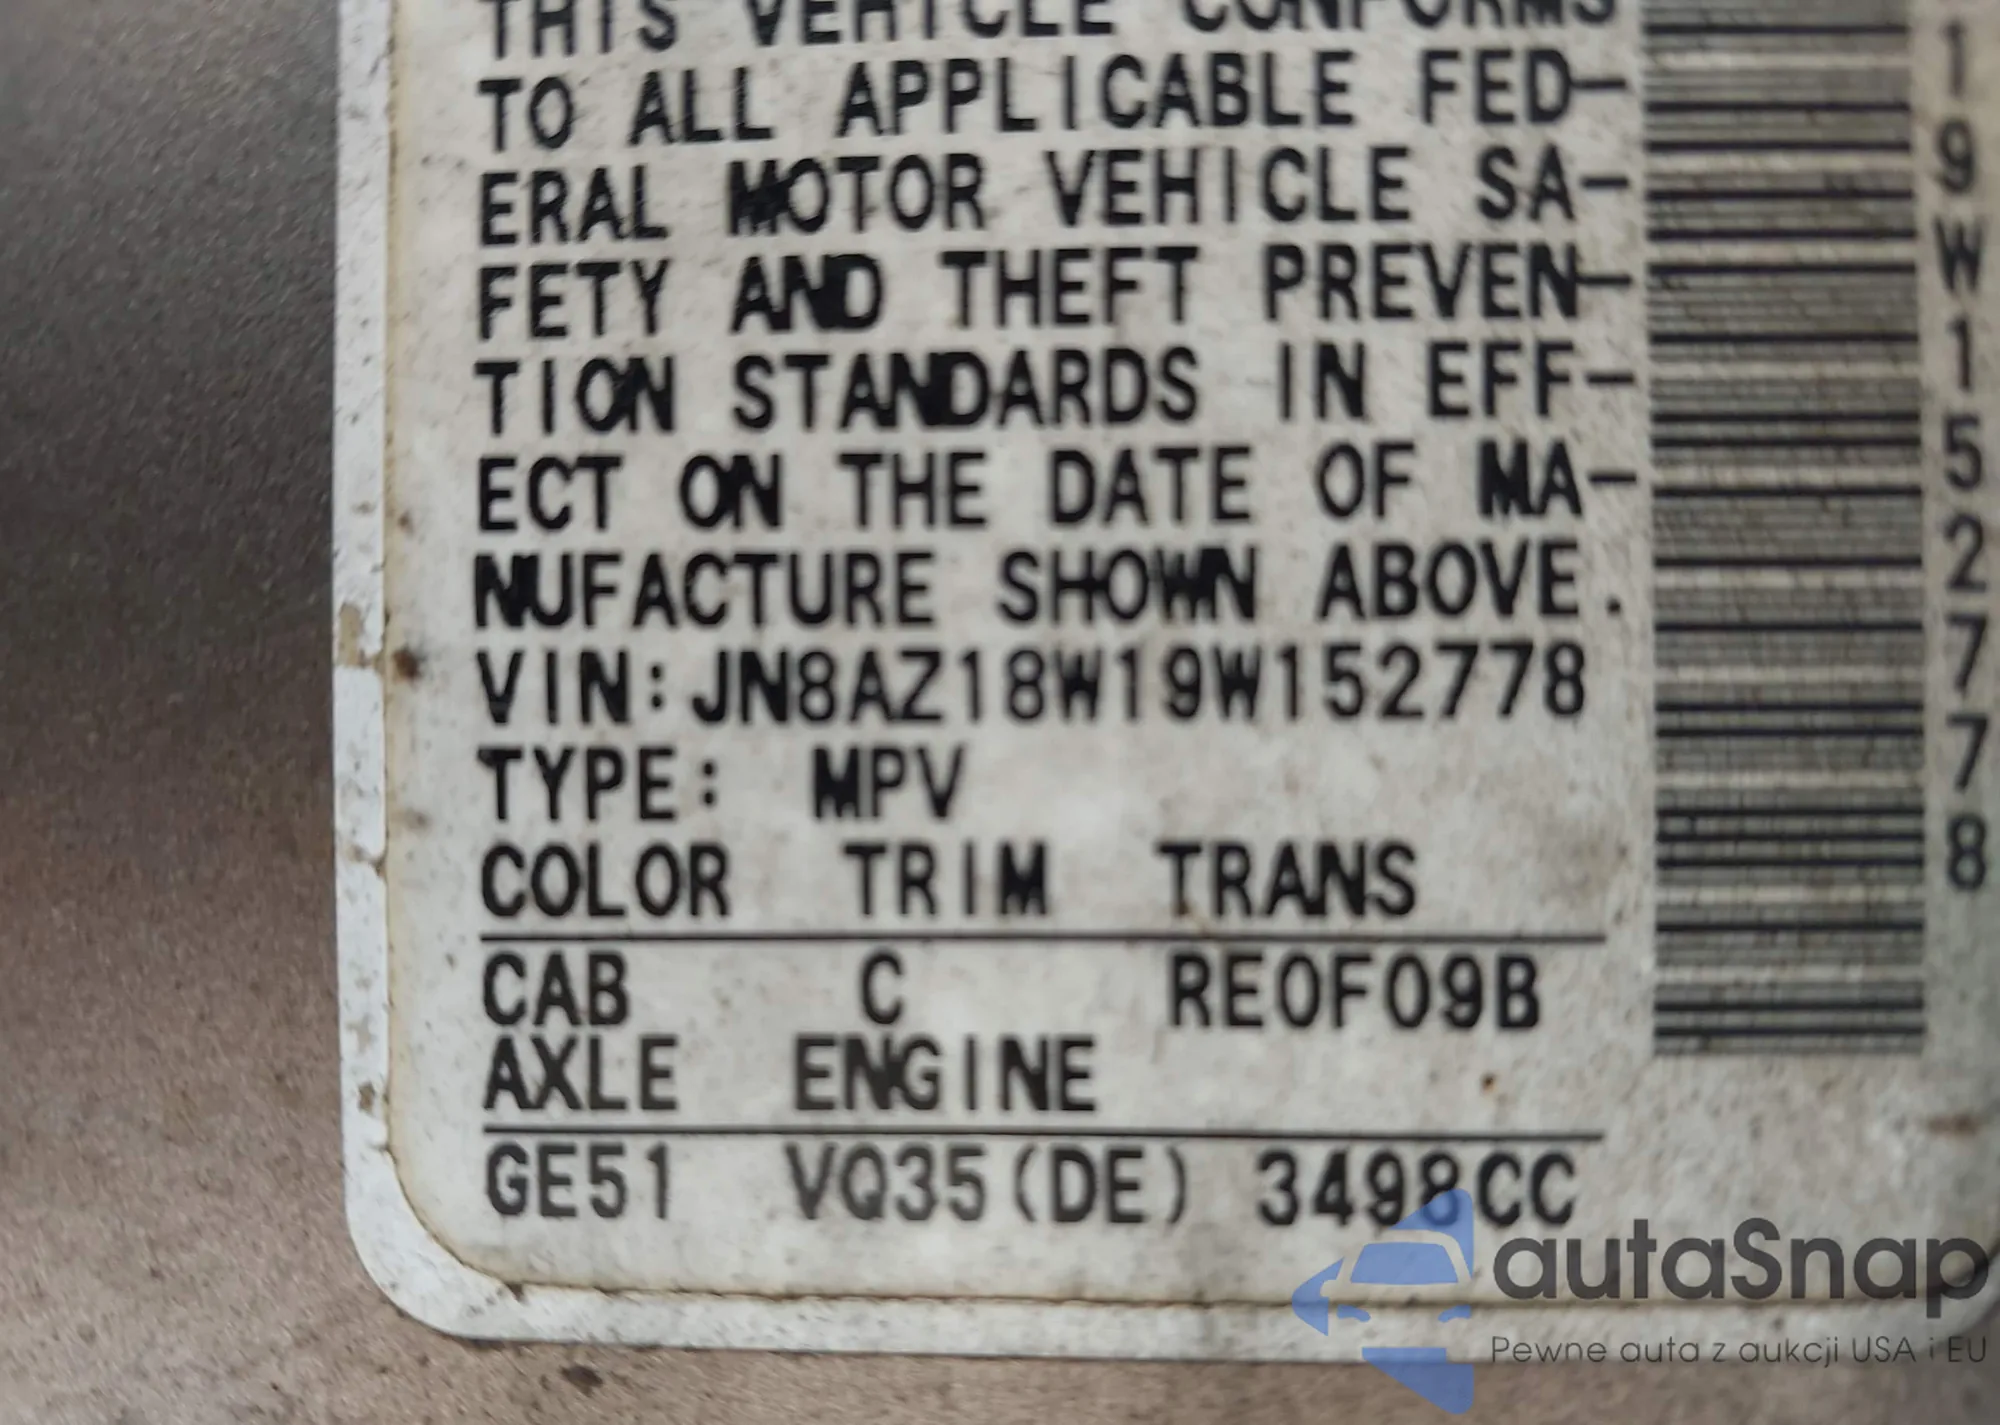 THIS VEHICLE CONFORMS
TO ALL APPLICABLE FED-
ERAL MOTOR VEHICLE SA-
FETY AND THEFT PREVEN-
TION STANDARDS IN EFF-
ECT ON THE DATE OF MA-
NUFACTURE SHOWN ABOVE.
VIN:JN8AZ18W19W152778
TYPE: MPV
COLOR TRIM TRANS
CAB C RE0F09B
AXLE ENGINE
GE51 VQ35(DE) 3498CC
19W152778
autaSnap
Pewne auta z aukcji USA i EU